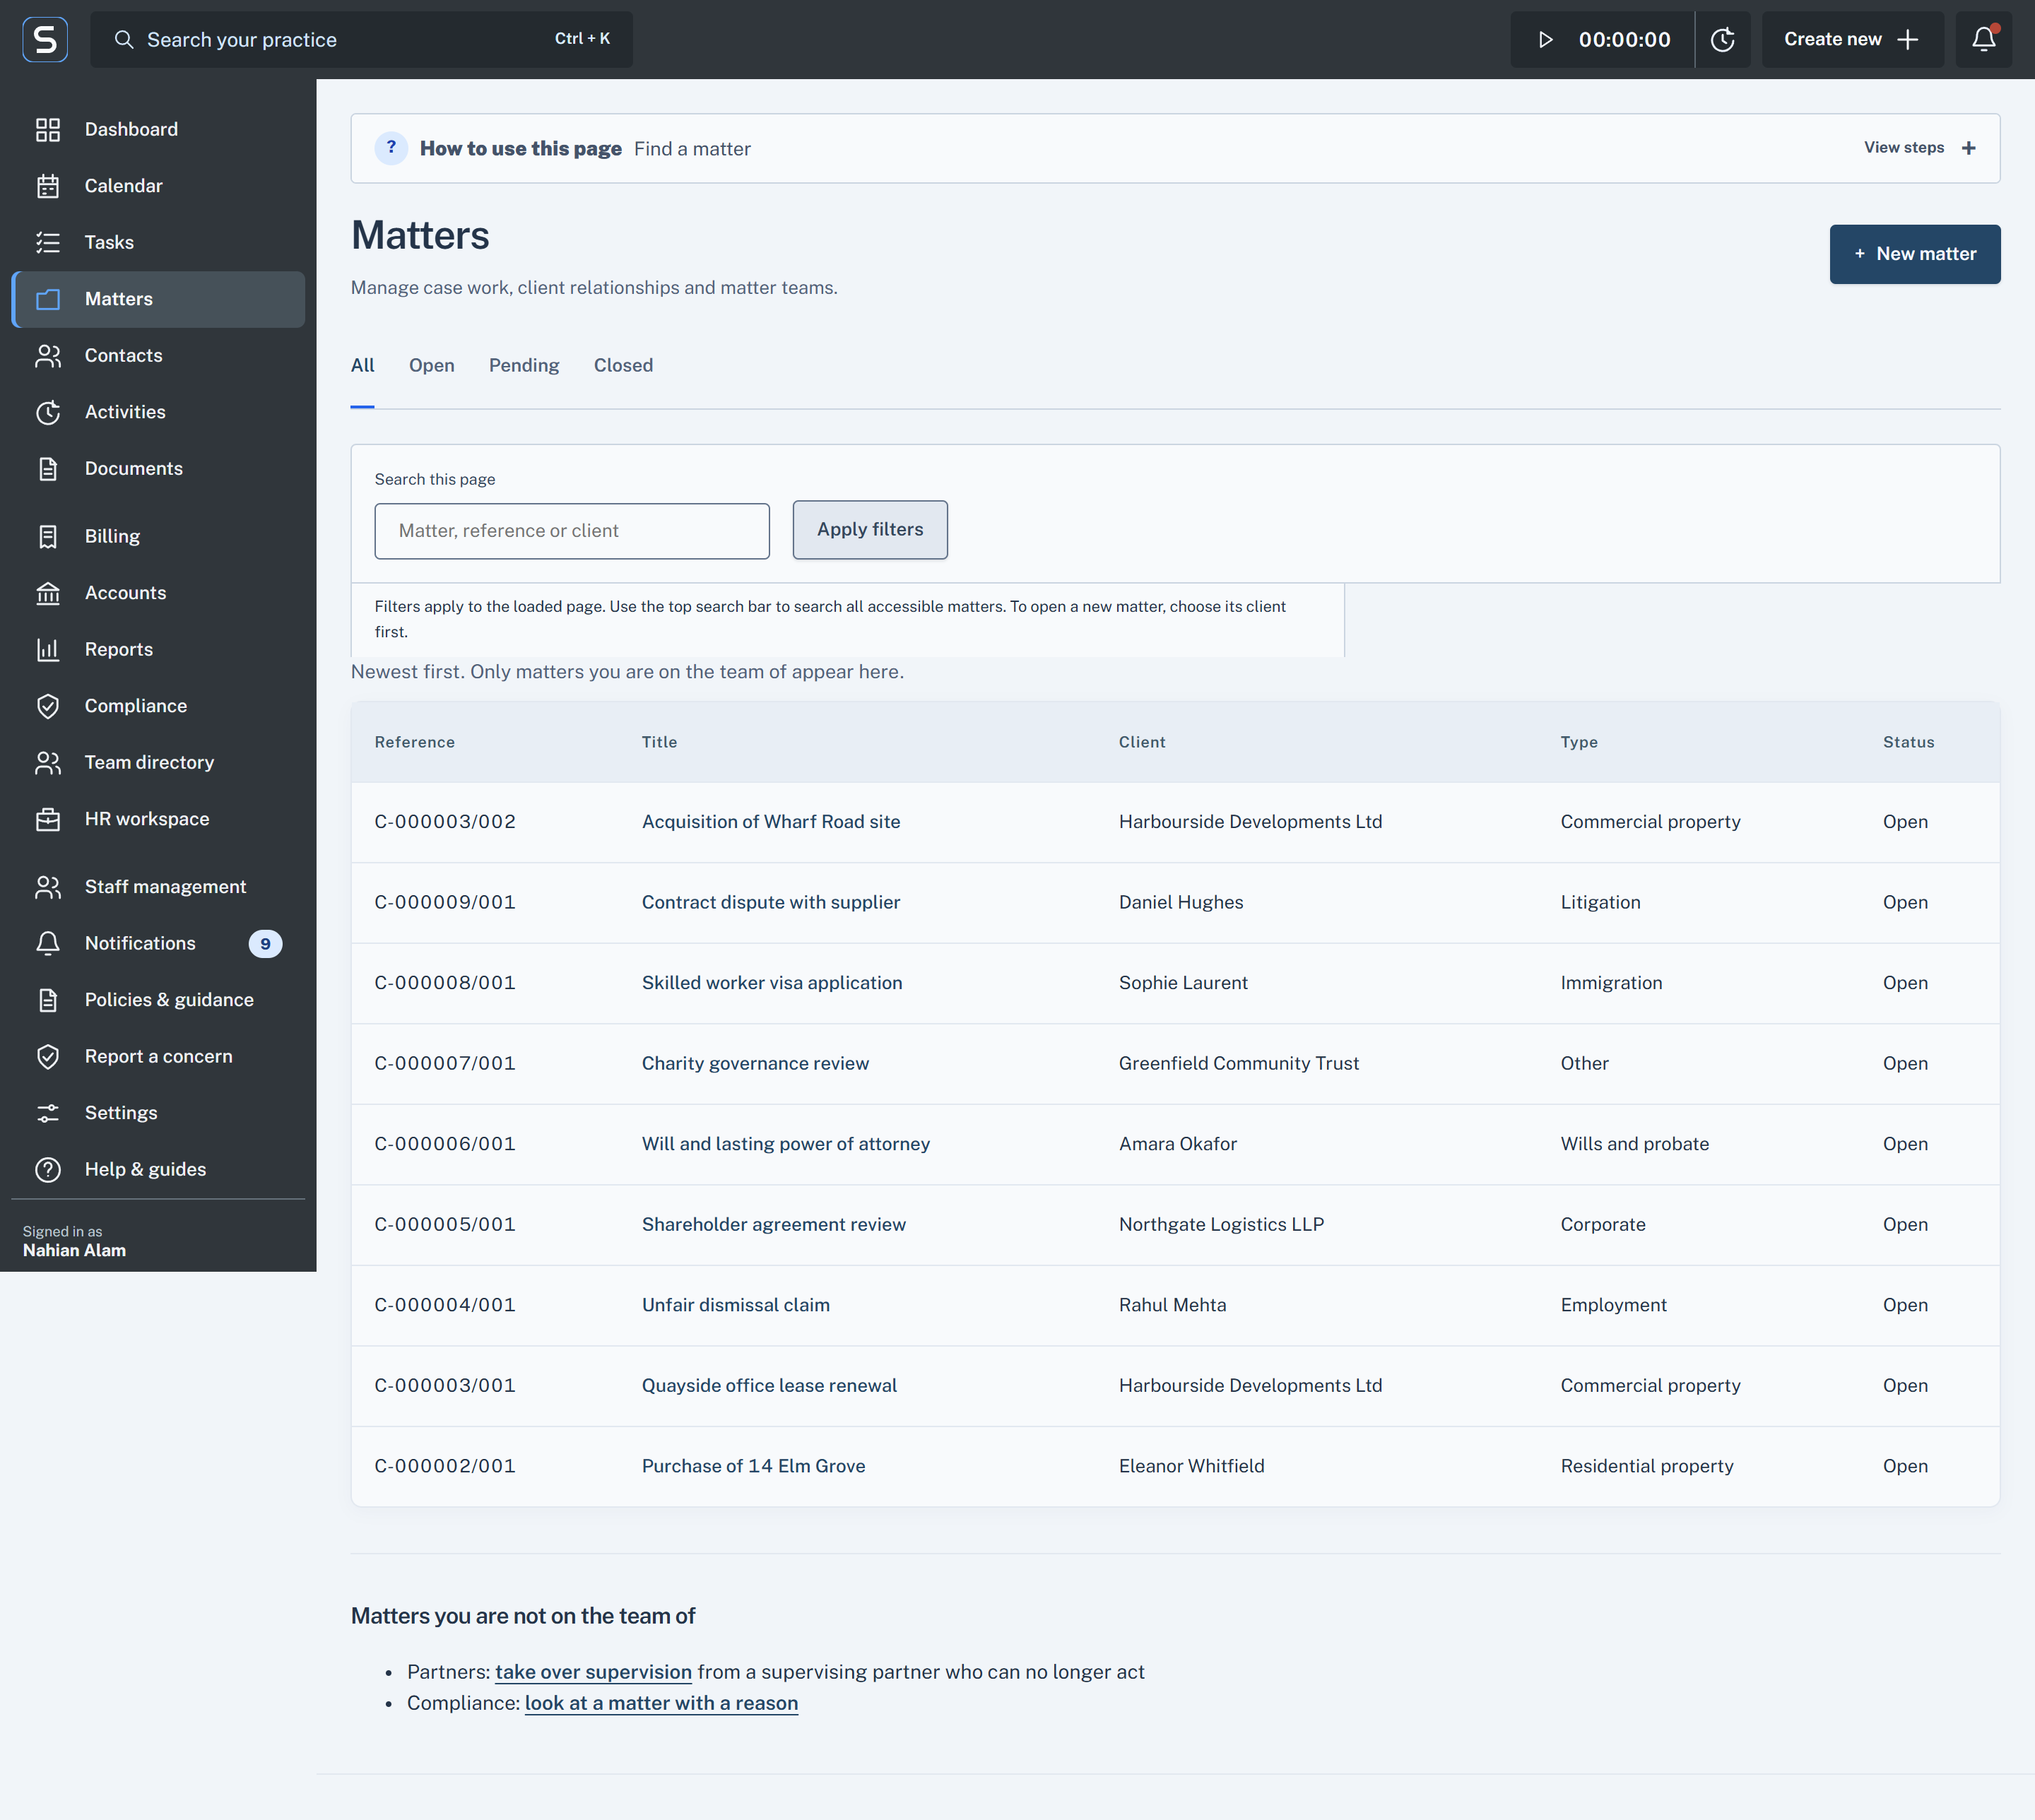 S
Search your practice
Ctrl + K
00:00:00
Create new
Dashboard
Calendar
Tasks
Matters
Contacts
Activities
Documents
Billing
Accounts
Reports
Compliance
Team directory
HR workspace
Staff management
Notifications 9
Policies & guidance
Report a concern
Settings
Help & guides
Signed in as
Nahian Alam
? How to use this page Find a matter View steps +
Matters
+ New matter
Manage case work, client relationships and matter teams.
All Open Pending Closed
Search this page
Matter, reference or client
Apply filters
Filters apply to the loaded page. Use the top search bar to search all accessible matters. To open a new matter, choose its client
first.
Newest first. Only matters you are on the team of appear here.
Reference Title Client Type Status
C-000003/002 Acquisition of Wharf Road site Harbourside Developments Ltd Commercial property Open
C-000009/001 Contract dispute with supplier Daniel Hughes Litigation Open
C-000008/001 Skilled worker visa application Sophie Laurent Immigration Open
C-000007/001 Charity governance review Greenfield Community Trust Other Open
C-000006/001 Will and lasting power of attorney Amara Okafor Wills and probate Open
C-000005/001 Shareholder agreement review Northgate Logistics LLP Corporate Open
C-000004/001 Unfair dismissal claim Rahul Mehta Employment Open
C-000003/001 Quayside office lease renewal Harbourside Developments Ltd Commercial property Open
C-000002/001 Purchase of 14 Elm Grove Eleanor Whitfield Residential property Open
Matters you are not on the team of
• Partners: take over supervision from a supervising partner who can no longer act
• Compliance: look at a matter with a reason